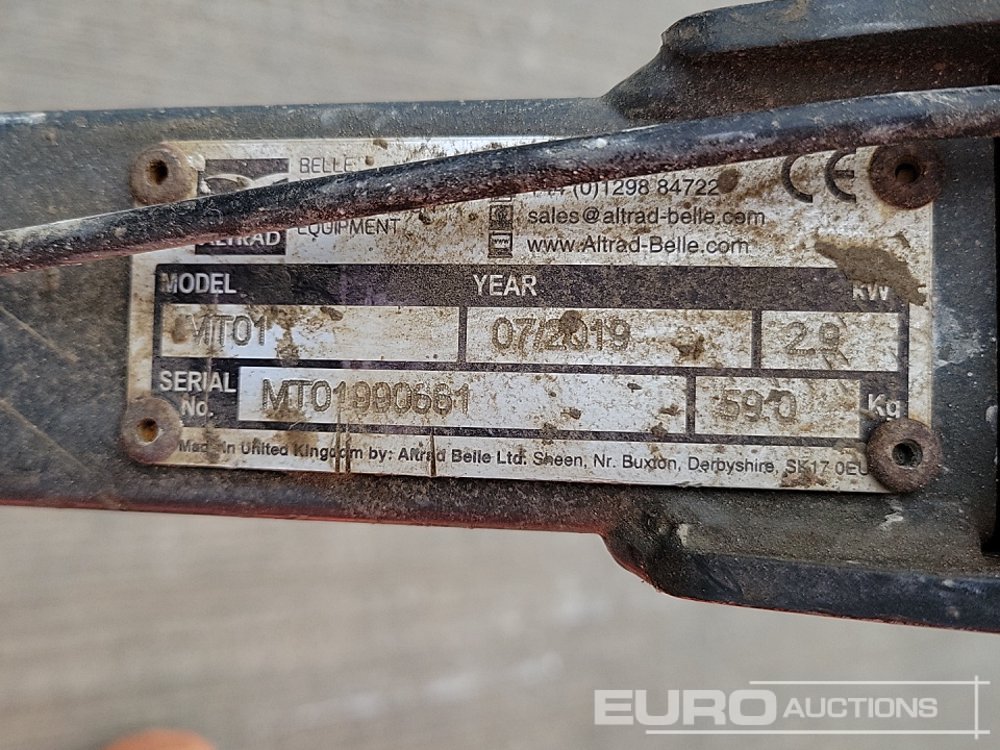 BELLE
ALTRAD
EQUIPMENT
(0)1298 84722
sales@altrad-belle.com
www.Altrad-Belle.com
CE
MODEL YEAR kW
MT01 07/2019 2.9
SERIAL No. MT01990661 59.0 Kg
Made in United Kingdom by: Altrad Belle Ltd. Sheen, Nr. Buxton, Derbyshire, SK17 0EU
EURO AUCTIONS